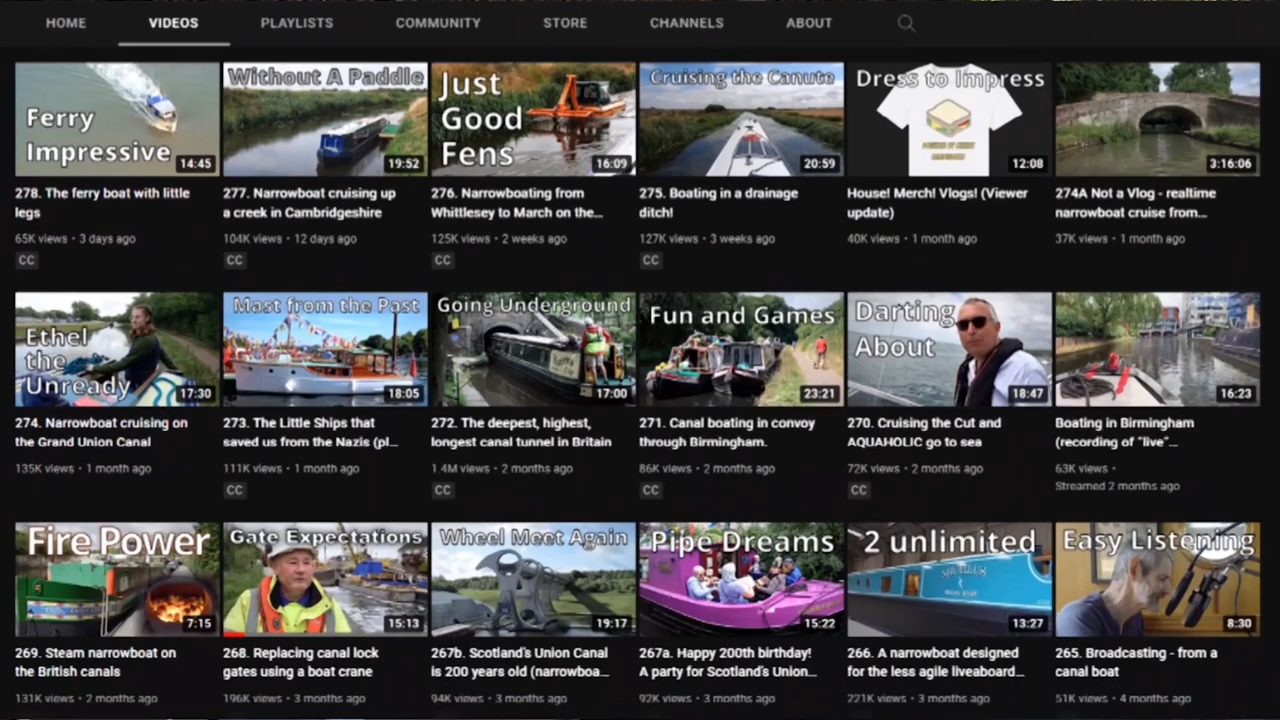 HOME VIDEOS PLAYLISTS COMMUNITY STORE CHANNELS ABOUT
Ferry
Impressive
14:45
278. The ferry boat with little
legs
65K views • 3 days ago
CC
Without A Paddle
19:52
277. Narrowboat cruising up
a creek in Cambridgeshire
104K views • 12 days ago
CC
Just
Good
Fens
16:09
276. Narrowboating from
Whittlesey to March on the...
125K views • 2 weeks ago
CC
Cruising the Canute
20:59
275. Boating in a drainage
ditch!
127K views • 3 weeks ago
CC
Dress to Impress
12:08
House! Merch! Vlogs! (Viewer
update)
40K views • 1 month ago
3:16:06
274A Not a Vlog - realtime
narrowboat cruise from...
37K views • 1 month ago
Ethel
the
Unready
17:30
274. Narrowboat cruising on
the Grand Union Canal
135K views • 1 month ago
Mast from the Past
18:05
273. The Little Ships that
saved us from the Nazis (pl...
111K views • 1 month ago
CC
Going Underground
17:00
272. The deepest, highest,
longest canal tunnel in Britain
1.4M views • 2 months ago
CC
Fun and Games
23:21
271. Canal boating in convoy
through Birmingham.
86K views • 2 months ago
CC
Darting
About
18:47
270. Cruising the Cut and
AQUAHOLIC go to sea
72K views • 2 months ago
CC
16:23
Boating in Birmingham
(recording of "live"...
63K views •
Streamed 2 months ago
Fire Power
7:15
269. Steam narrowboat on
the British canals
131K views • 2 months ago
Gate Expectations
15:13
268. Replacing canal lock
gates using a boat crane
196K views • 3 months ago
Wheel Meet Again
19:17
267b. Scotland's Union Canal
is 200 years old (narrowboa...
94K views • 3 months ago
Pipe Dreams
15:22
267a. Happy 200th birthday!
A party for Scotland's Union...
92K views • 3 months ago
2 unlimited
13:27
266. A narrowboat designed
for the less agile liveaboard...
221K views • 3 months ago
Easy Listening
8:30
265. Broadcasting - from a
canal boat
51K views • 4 months ago